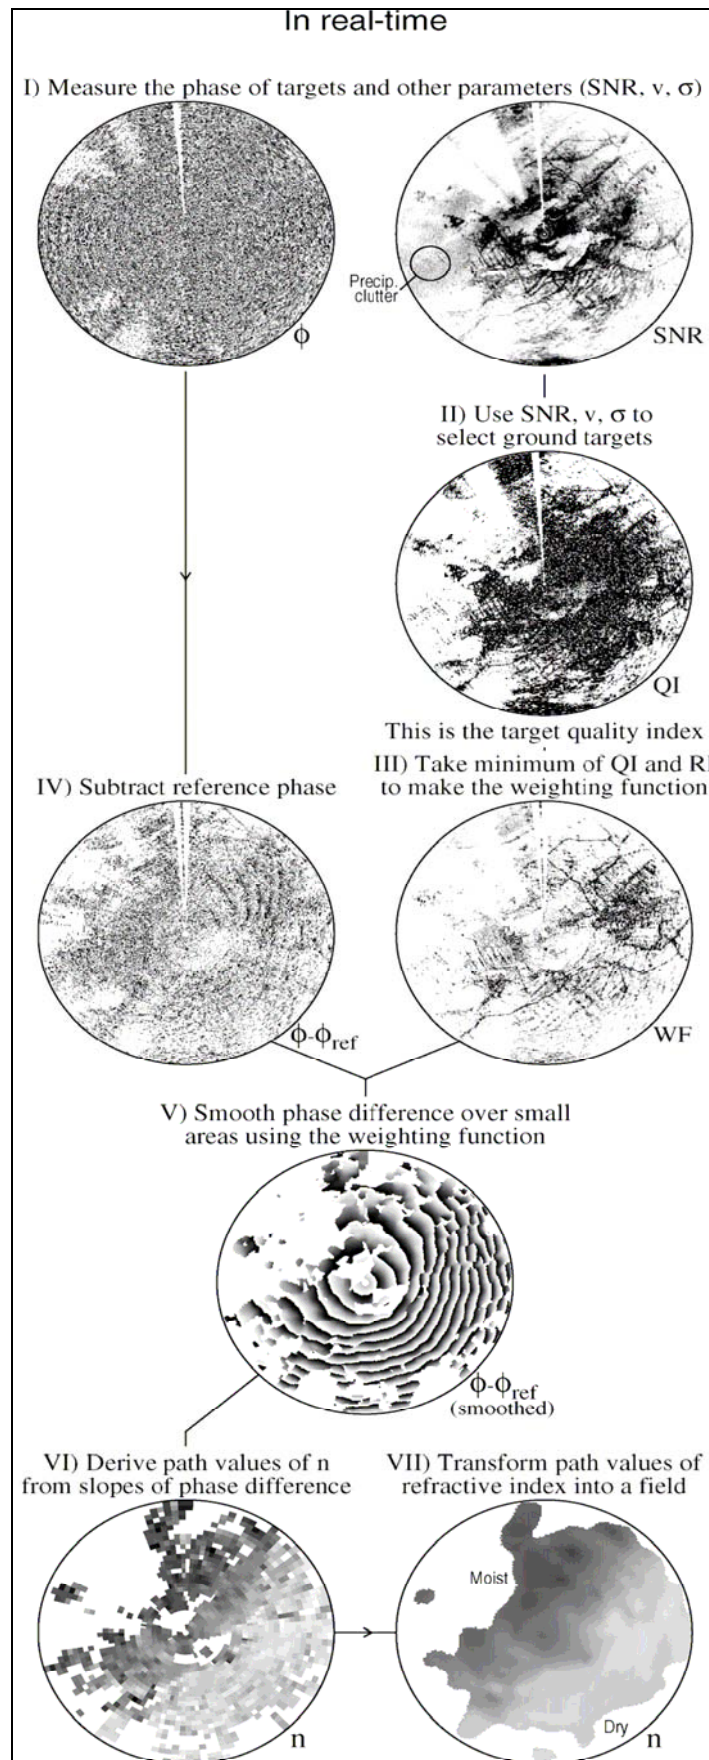 In real-time
I) Measure the phase of targets and other parameters (SNR, v, σ)
Precip.
clutter
ϕ
SNR
II) Use SNR, v, σ to
select ground targets
QI
This is the target quality index
IV) Subtract reference phase
III) Take minimum of QI and RI
to make the weighting function
ϕ-ϕref
WF
V) Smooth phase difference over small
areas using the weighting function
ϕ-ϕref
(smoothed)
VI) Derive path values of n
from slopes of phase difference
VII) Transform path values of
refractive index into a field
Moist
Dry
n
n